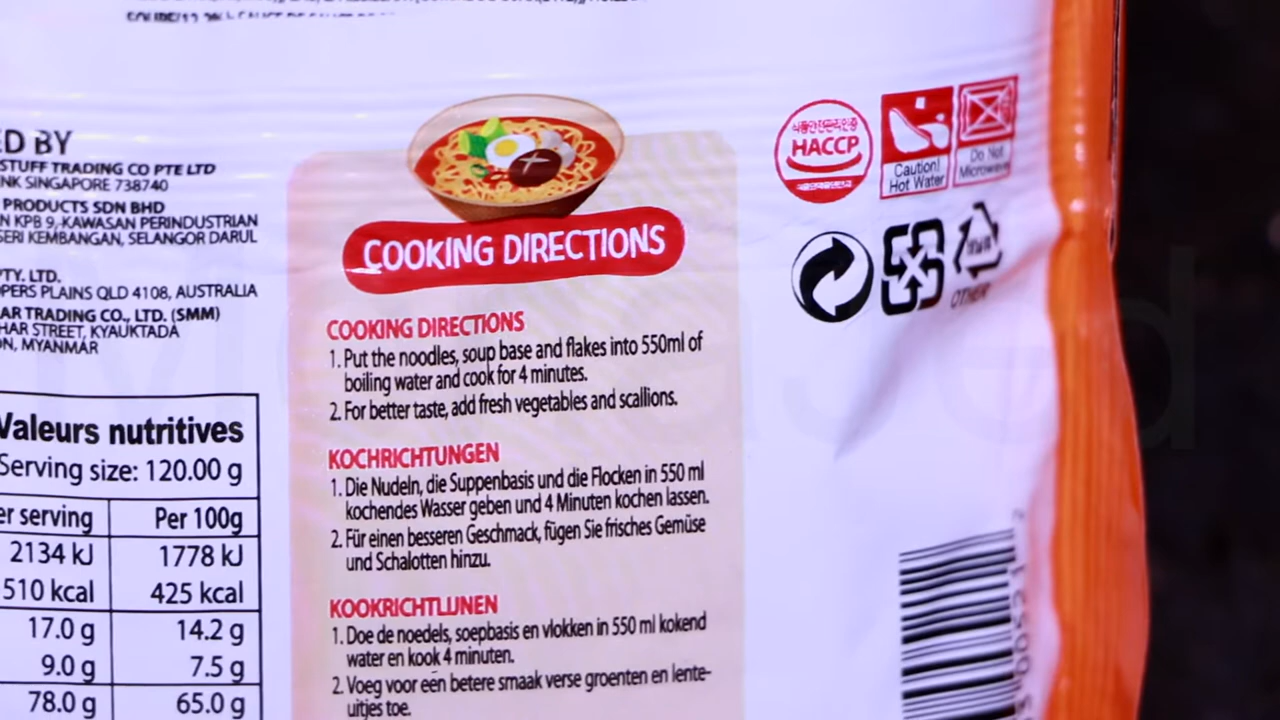 ED BY
STUFF TRADING CO PTE LTD
NK SINGAPORE 738740
PRODUCTS SDN BHD
N KPB 9, KAWASAN PERINDUSTRIAN
SERI KEMBANGAN, SELANGOR DARUL
PTY. LTD.
OPERS PLAINS QLD 4108, AUSTRALIA
AR TRADING CO., LTD. (SMM)
HAR STREET, KYAUKTADA
ON, MYANMAR
Valeurs nutritives
Serving size: 120.00 g
er serving Per 100g
2134 kJ 1778 kJ
510 kcal 425 kcal
17.0 g 14.2 g
9.0 g 7.5 g
78.0 g 65.0 g
COOKING DIRECTIONS
COOKING DIRECTIONS
1. Put the noodles, soup base and flakes into 550ml of
boiling water and cook for 4 minutes.
2. For better taste, add fresh vegetables and scallions.
KOCHRICHTUNGEN
1. Die Nudeln, die Suppenbasis und die Flocken in 550 ml
kochendes Wasser geben und 4 Minuten kochen lassen.
2. Für einen besseren Geschmack, fügen Sie frisches Gemüse
und Schalotten hinzu.
KOOKRICHTLIJNEN
1. Doe de noedels, soepbasis en vlokken in 550 ml kokend
water en kook 4 minuten.
2. Voeg voor een betere smaak verse groenten en lente-
uitjes toe.
HACCP
Caution!
Hot Water
Do Not
Microwave
OTHER